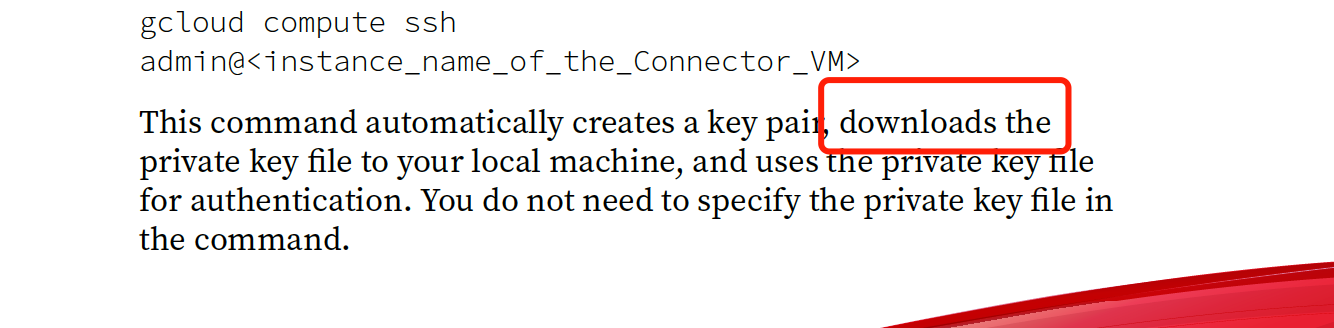 gcloud compute ssh
admin@<instance_name_of_the_Connector_VM>
This command automatically creates a key pair, downloads the
private key file to your local machine, and uses the private key file
for authentication. You do not need to specify the private key file in
the command.